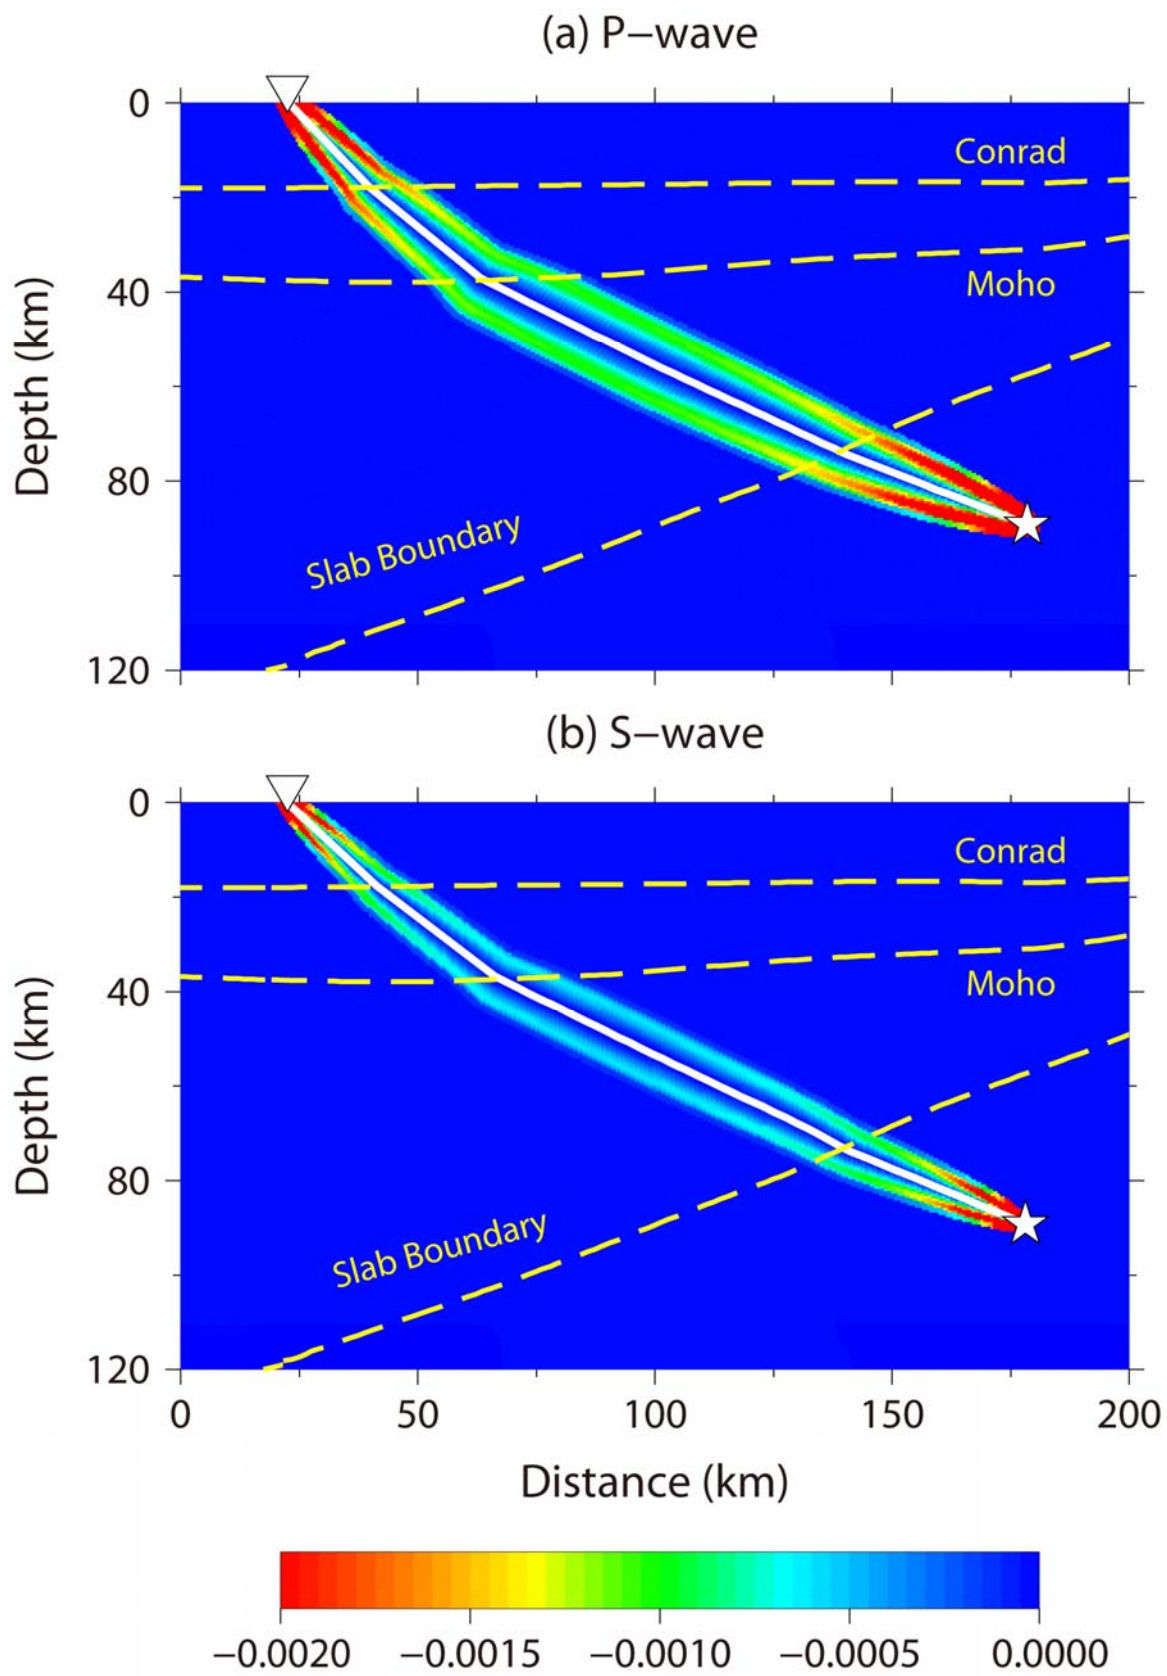 (a) P–wave
0
Conrad
Moho
40
Depth (km)
80
Slab Boundary
120
(b) S–wave
0
Conrad
Moho
40
Depth (km)
80
Slab Boundary
120
0 50 100 150 200
Distance (km)
−0.0020 −0.0015 −0.0010 −0.0005 0.0000